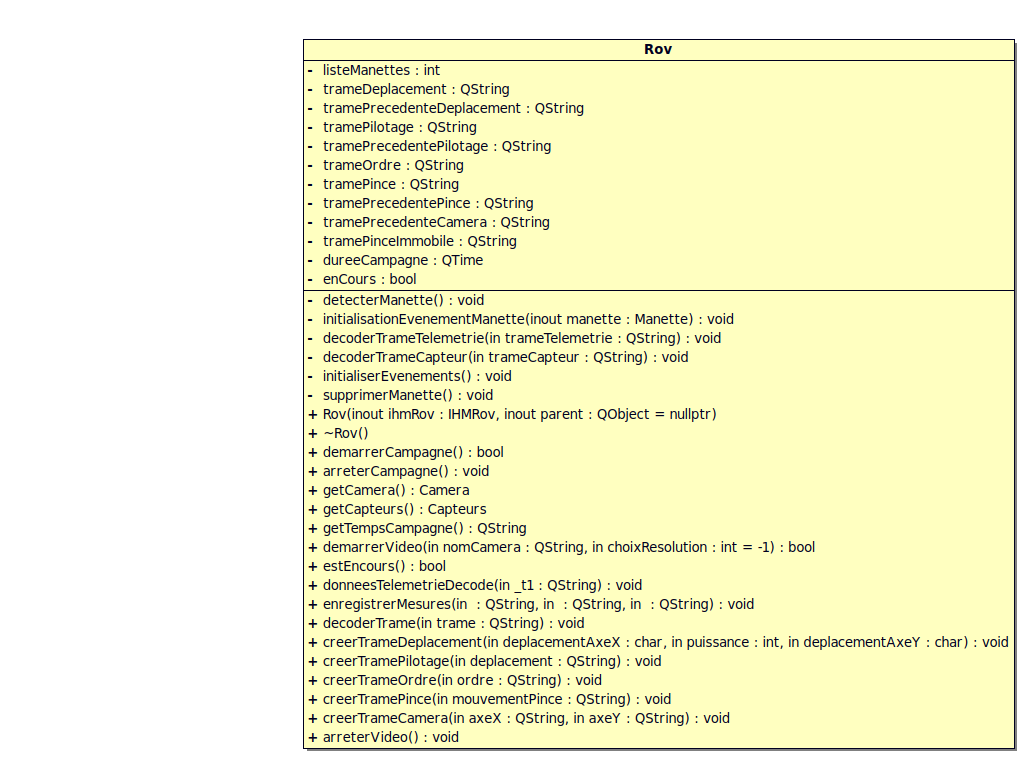 Rov
- listeManettes : int
- trameDeplacement : QString
- tramePrecedenteDeplacement : QString
- tramePilotage : QString
- tramePrecedentePilotage : QString
- trameOrdre : QString
- tramePince : QString
- tramePrecedentePince : QString
- tramePrecedenteCamera : QString
- tramePinceImmobile : QString
- dureeCampagne : QTime
- enCours : bool
- detecterManette() : void
- initialisationEvenementManette(inout manette : Manette) : void
- decoderTrameTelemetrie(in trameTelemetrie : QString) : void
- decoderTrameCapteur(in trameCapteur : QString) : void
- initialiserEvenements() : void
- supprimerManette() : void
+ Rov(inout ihmRov : IHMRov, inout parent : QObject = nullptr)
+ ~Rov()
+ demarrerCampagne() : bool
+ arreterCampagne() : void
+ getCamera() : Camera
+ getCapteurs() : Capteurs
+ getTempsCampagne() : QString
+ demarrerVideo(in nomCamera : QString, in choixResolution : int = -1) : bool
+ estEncours() : bool
+ donneesTelemetrieDecode(in _t1 : QString) : void
+ enregistrerMesures(in  : QString, in  : QString, in  : QString) : void
+ decoderTrame(in trame : QString) : void
+ creerTrameDeplacement(in deplacementAxeX : char, in puissance : int, in deplacementAxeY : char) : void
+ creerTramePilotage(in deplacement : QString) : void
+ creerTrameOrdre(in ordre : QString) : void
+ creerTramePince(in mouvementPince : QString) : void
+ creerTrameCamera(in axeX : QString, in axeY : QString) : void
+ arreterVideo() : void